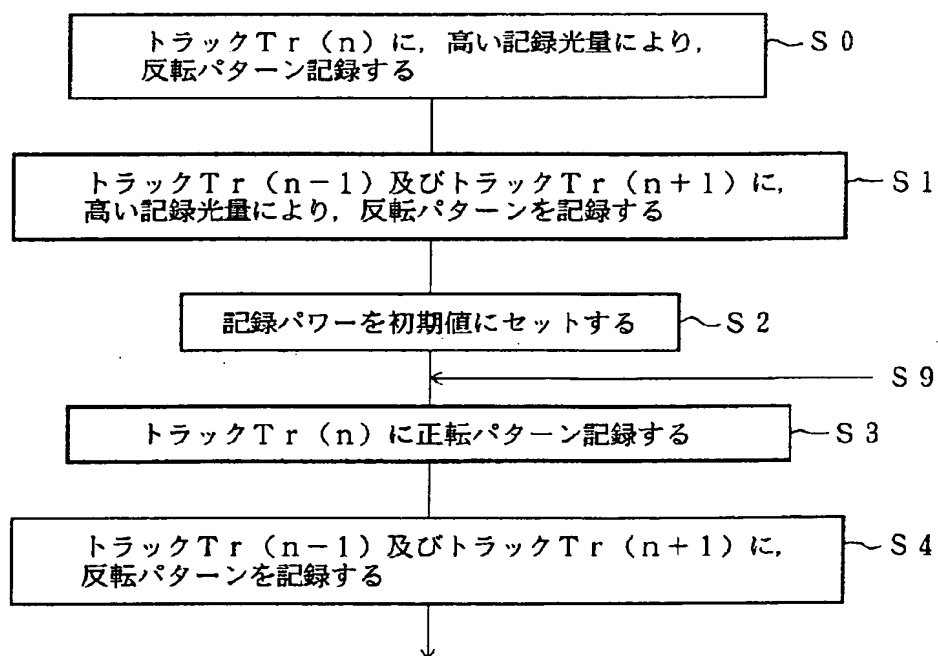 トラックTr(n)に,高い記録光量により,
反転パターン記録する
S0
トラックTr(n-1)及びトラックTr(n+1)に,
高い記録光量により,反転パターンを記録する
S1
記録パワーを初期値にセットする
S2
S9
トラックTr(n)に正転パターン記録する
S3
トラックTr(n-1)及びトラックTr(n+1)に,
反転パターンを記録する
S4